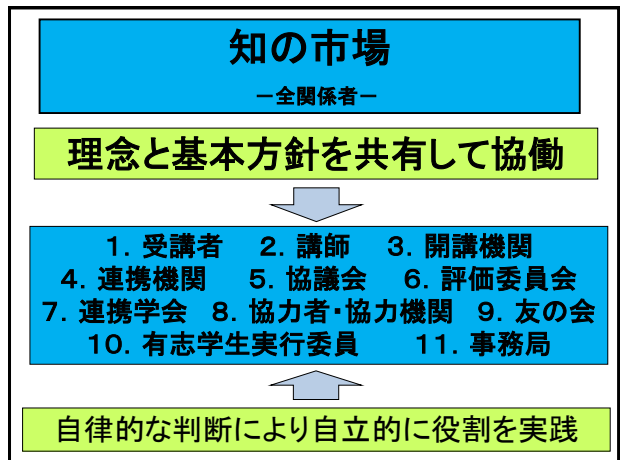 知の市場
－全関係者－
理念と基本方針を共有して協働
１．受講者　２．講師　３．開講機関
４．連携機関　５．協議会　６．評価委員会
７．連携学会　８．協力者・協力機関　９．友の会
１０．有志学生実行委員　１１．事務局
自律的な判断により自立的に役割を実践